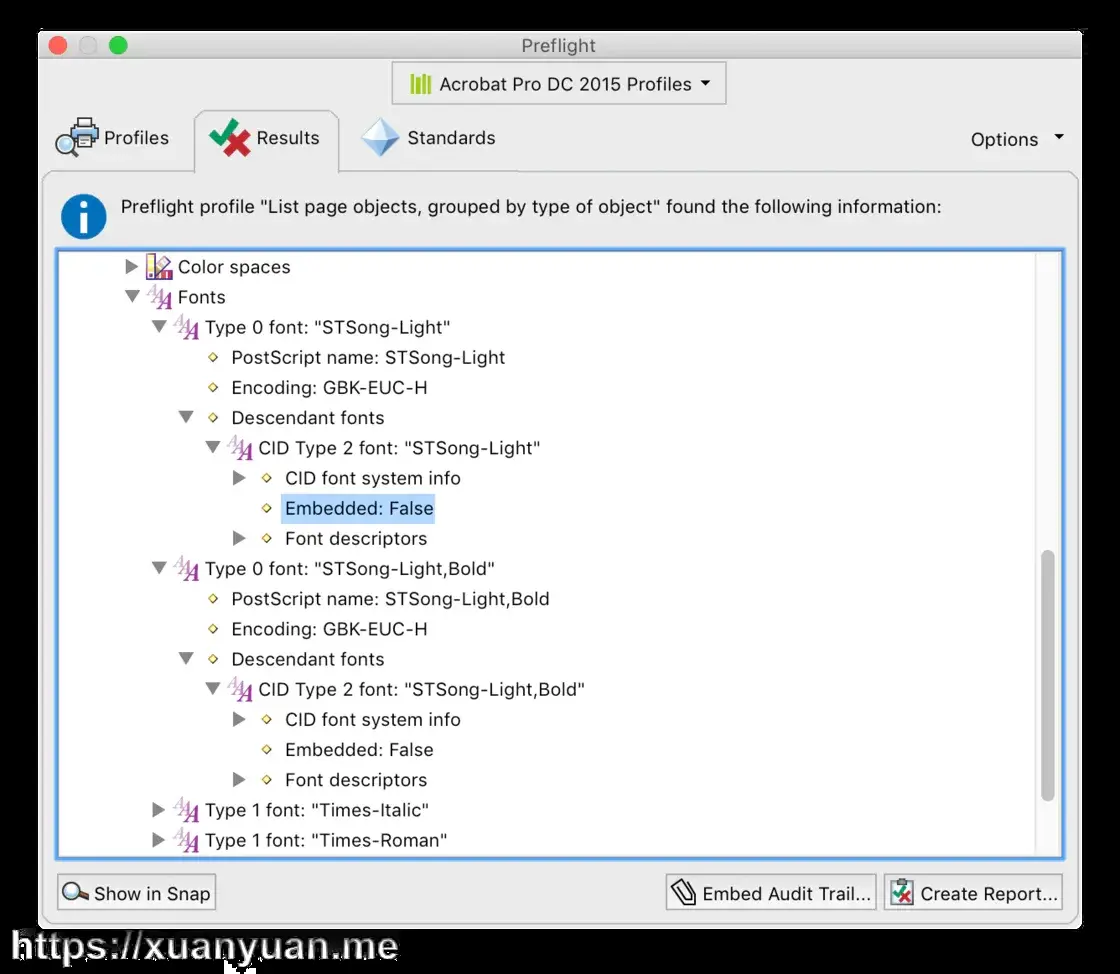 Preflight
Acrobat Pro DC 2015 Profiles
Profiles
Results
Standards
Options
Preflight profile "List page objects, grouped by type of object" found the following information:
Color spaces
Fonts
Type 0 font: "STSong-Light"
PostScript name: STSong-Light
Encoding: GBK-EUC-H
Descendant fonts
CID Type 2 font: "STSong-Light"
CID font system info
Embedded: False
Font descriptors
Type 0 font: "STSong-Light,Bold"
PostScript name: STSong-Light,Bold
Encoding: GBK-EUC-H
Descendant fonts
CID Type 2 font: "STSong-Light,Bold"
CID font system info
Embedded: False
Font descriptors
Type 1 font: "Times-Italic"
Type 1 font: "Times-Roman"
Show in Snap
Embed Audit Trail...
Create Report...
https://xuanyuan.me